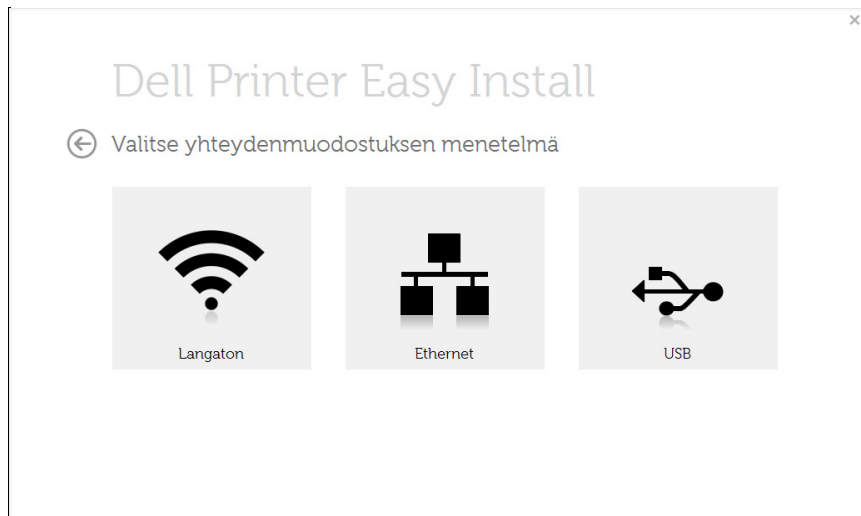 Dell Printer Easy Install
Valitse yhteydenmuodostuksen menetelmä
Langaton
Ethernet
USB